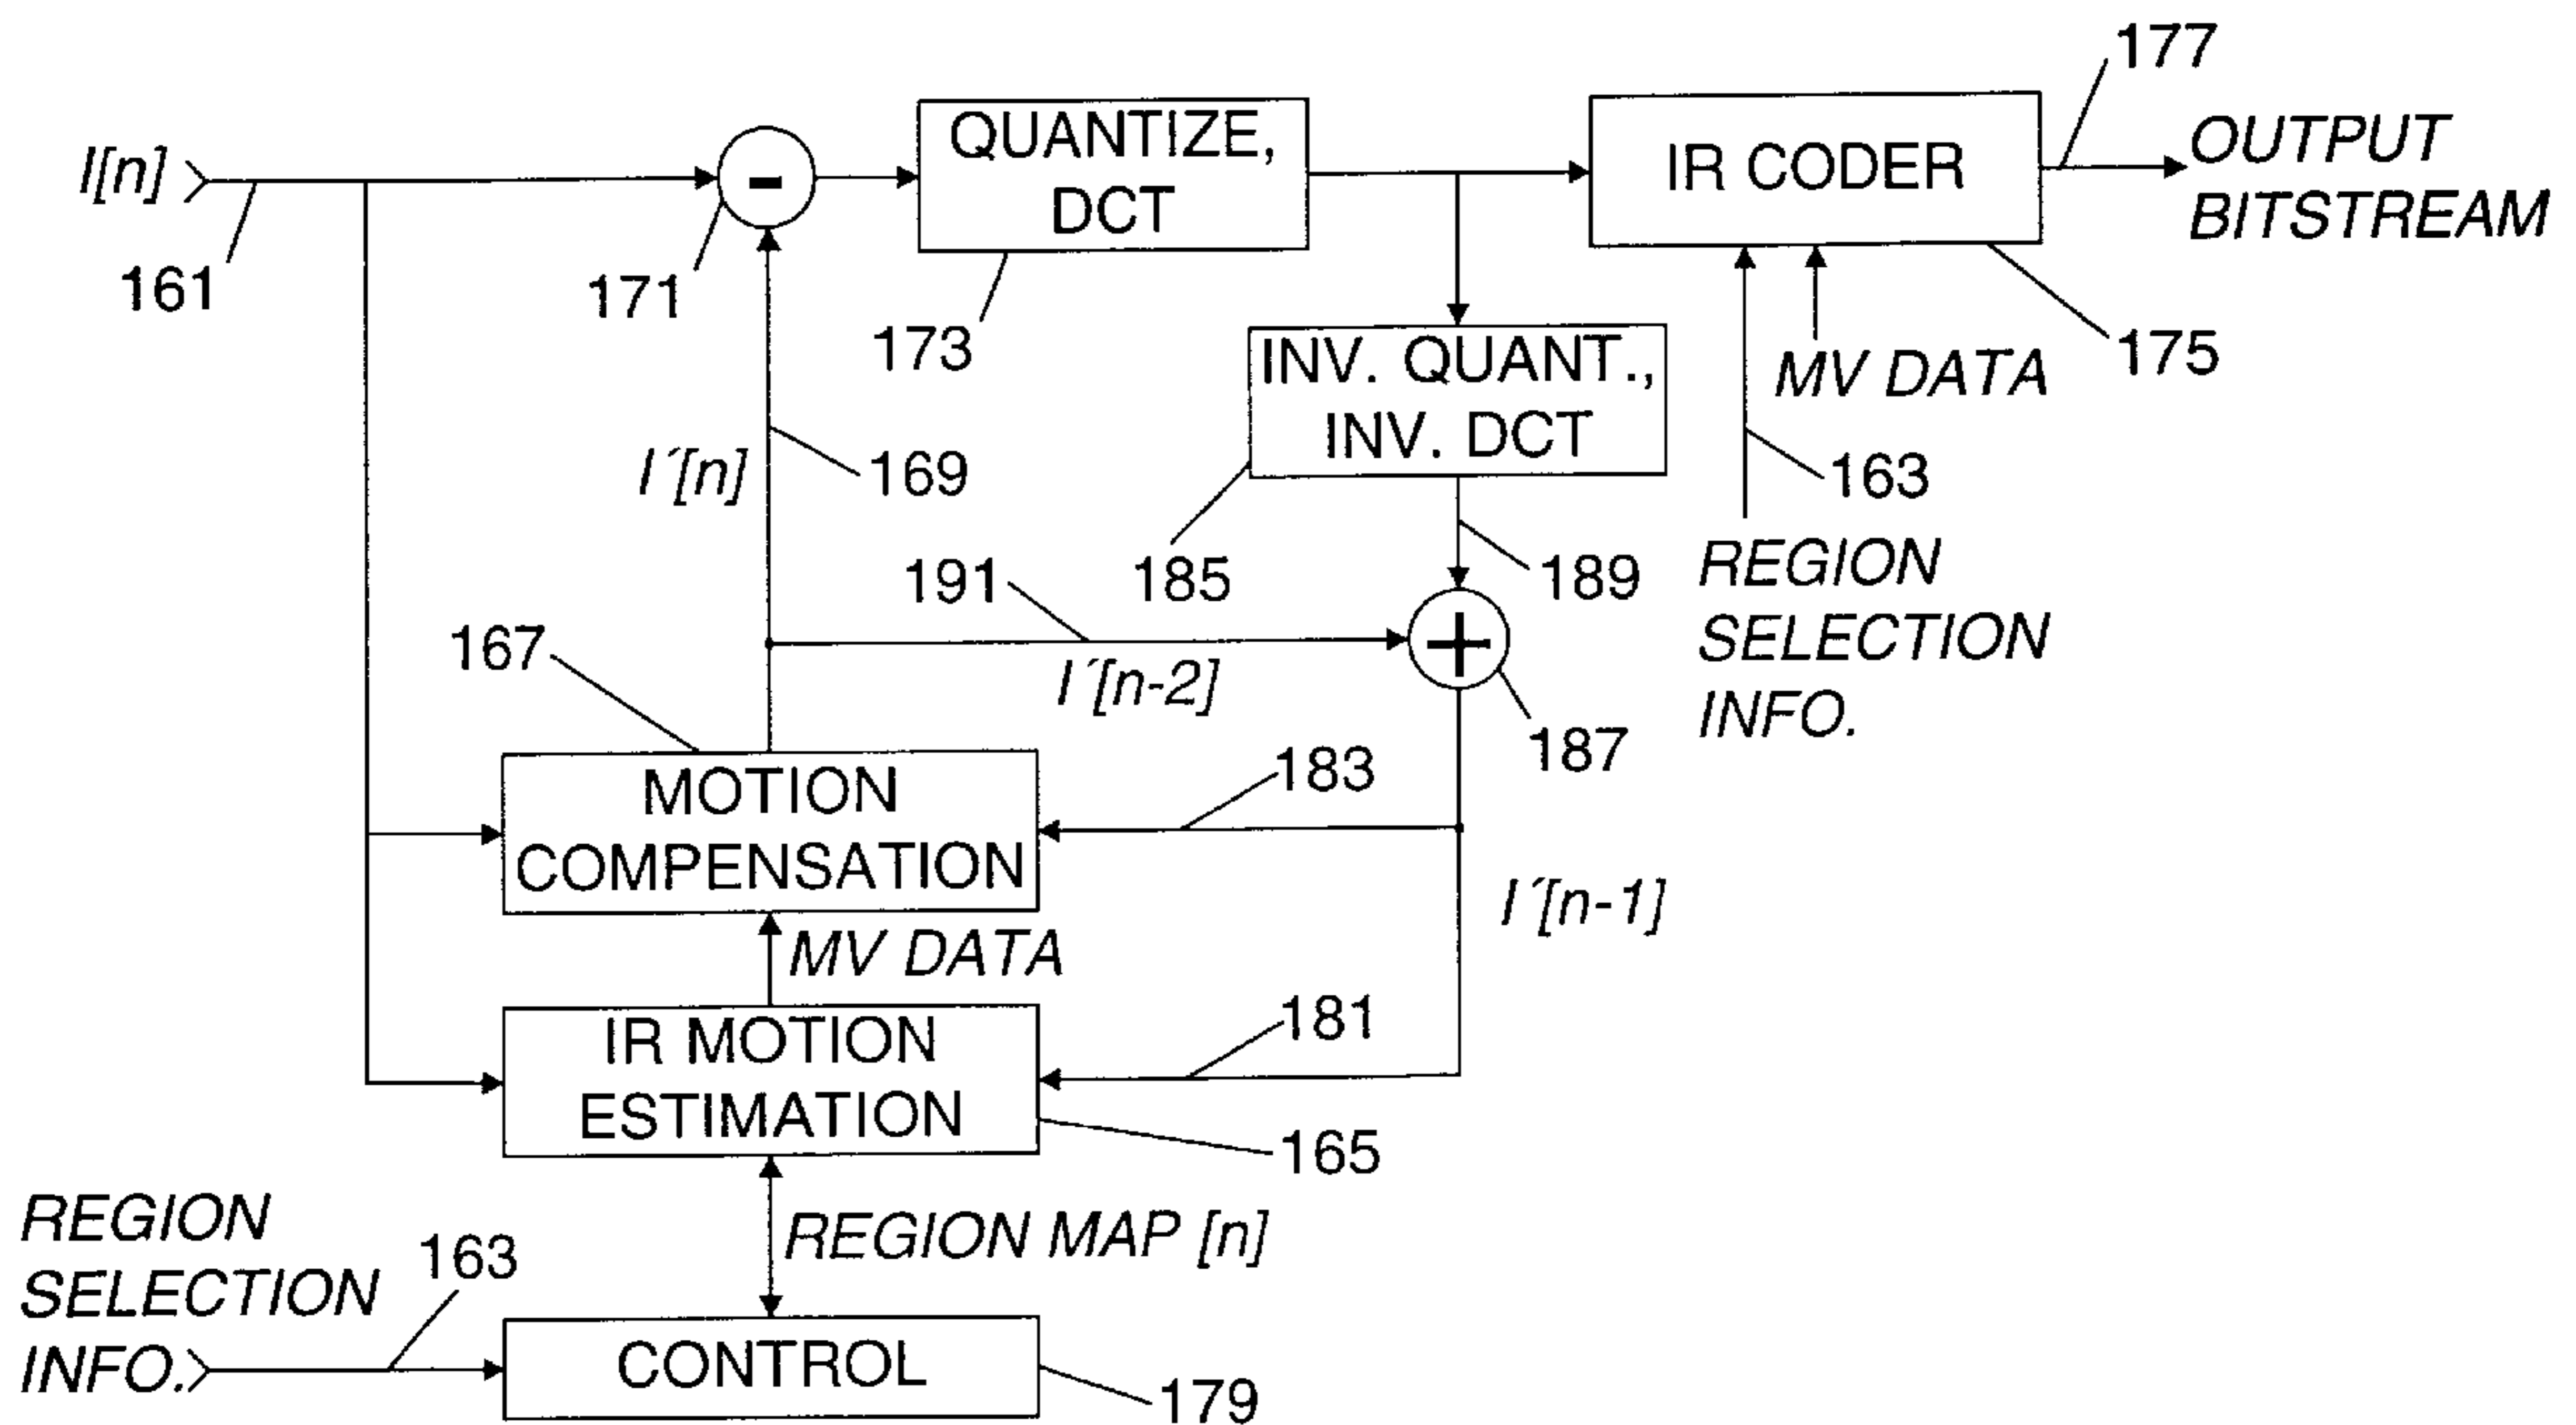 177
I[n]
QUANTIZE,
DCT
IR CODER
OUTPUT
BITSTREAM
161
171
173
INV. QUANT.,
INV. DCT
MV DATA
175
I´[n]
169
163
191
185
189
REGION
SELECTION
INFO.
167
I´[n-2]
187
MOTION
COMPENSATION
183
I´[n-1]
MV DATA
IR MOTION
ESTIMATION
181
165
REGION
SELECTION
INFO.
163
REGION MAP [n]
CONTROL
179